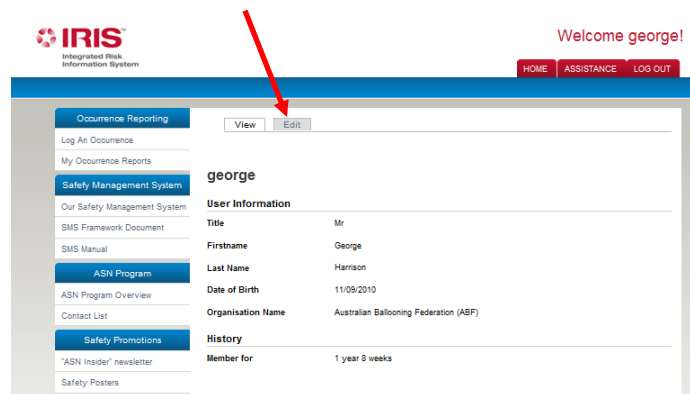 IRIS
Integrated Risk
Information System
Welcome george!
HOME ASSISTANCE LOG OUT
Occurrence Reporting
Log An Occurrence
My Occurrence Reports
Safefy Management System
Our Safety Management System
SMS Framework Document
SMS Manual
ASN Program
ASN Program Overview
Contact List
Safety Promotions
"ASN Insider" newsletter
Safety Posters
View Edit
george
User Information
Title Mr
Firstname George
Last Name Harrison
Date of Birth 11/09/2010
Organisation Name Australian Ballooning Federation (ABF)
History
Member for 1 year 8 weeks